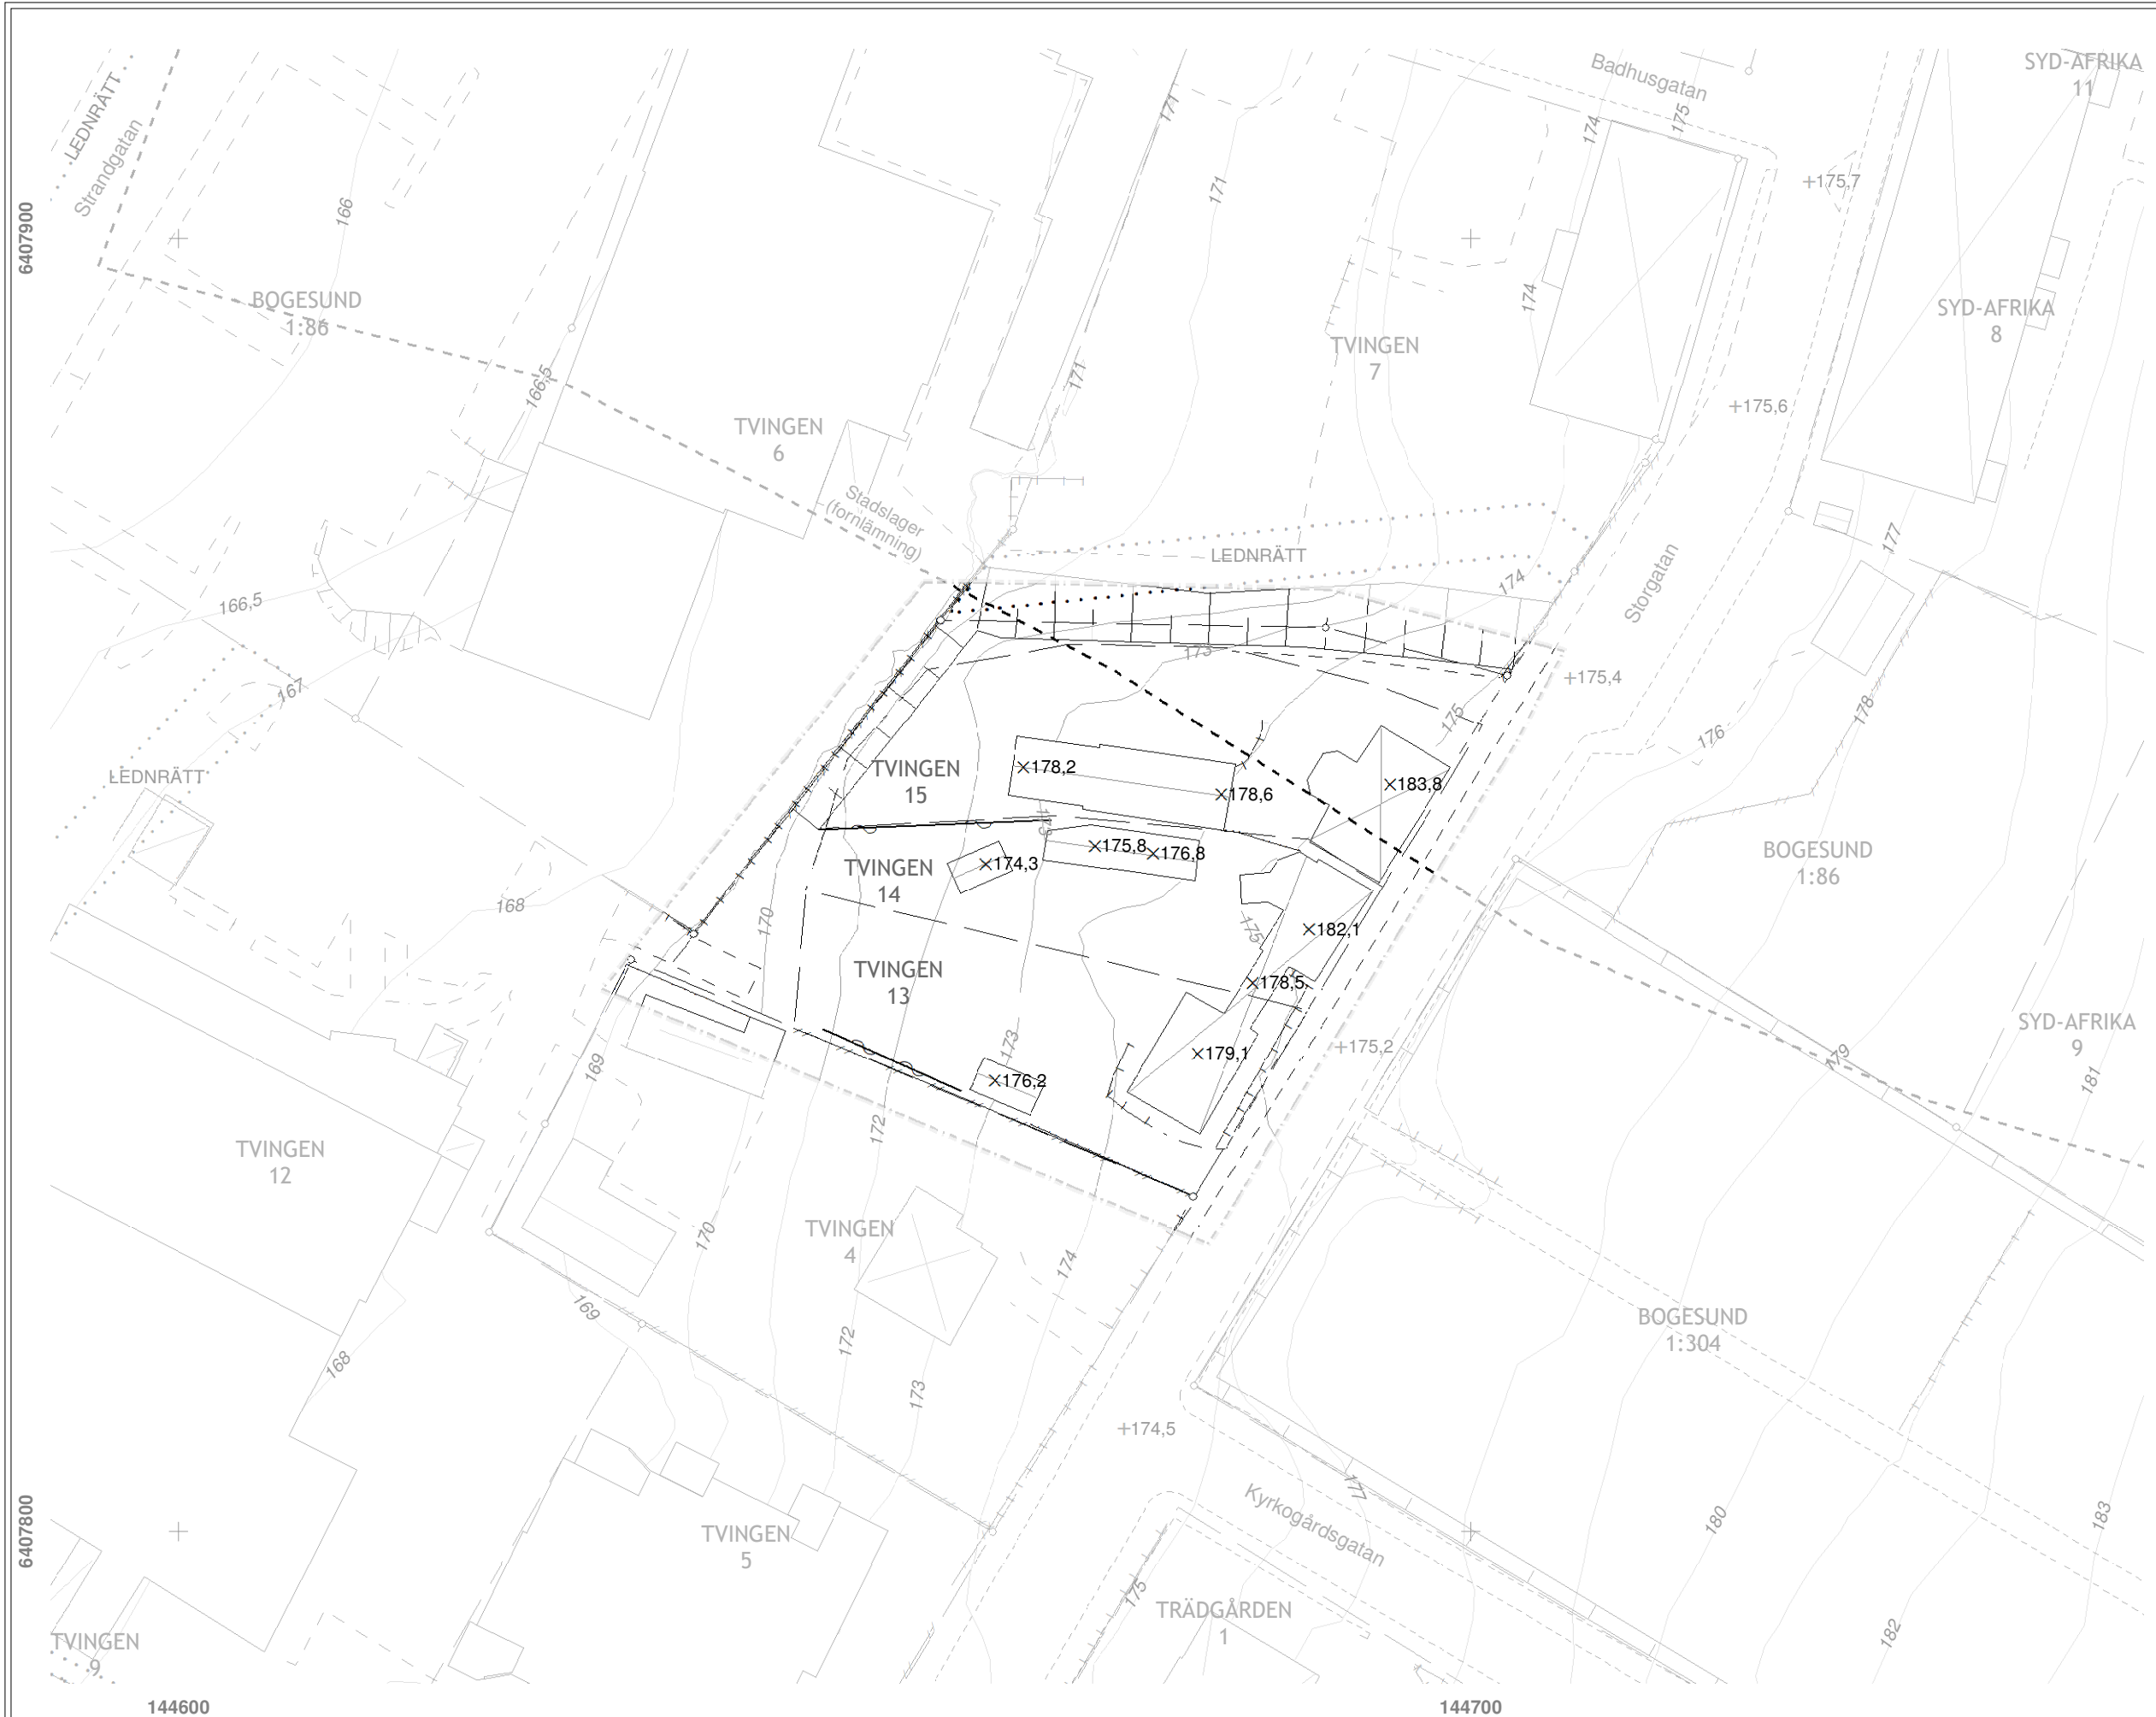 SYD-AFRIKA
11
Badhusgatan
LEDNRÄTT
Strandgatan
171
174
175
+175,7
166
171
6407900
BOGESUND
1:86
174
SYD-AFRIKA
8
TVINGEN
7
171
166,5
+175,6
TVINGEN
6
Stadslager
(fornlämning)
177
LEDNRÄTT
174
Storgatan
166,5
173
+175,4
167
175
178
176
LEDNRÄTT
TVINGEN
15
178,2
178,6
183,8
173
175,8
176,8
174,3
TVINGEN
14
BOGESUND
1:86
168
170
175
182,1
TVINGEN
13
178,5
SYD-AFRIKA
9
+175,2
179,1
179
173
169
176,2
181
172
TVINGEN
12
TVINGEN
4
170
174
169
172
BOGESUND
1:304
168
173
+174,5
177
Kyrkogårdsgatan
183
180
6407800
TVINGEN
5
175
TRÄDGÅRDEN
1
182
TVINGEN
9
144600
144700